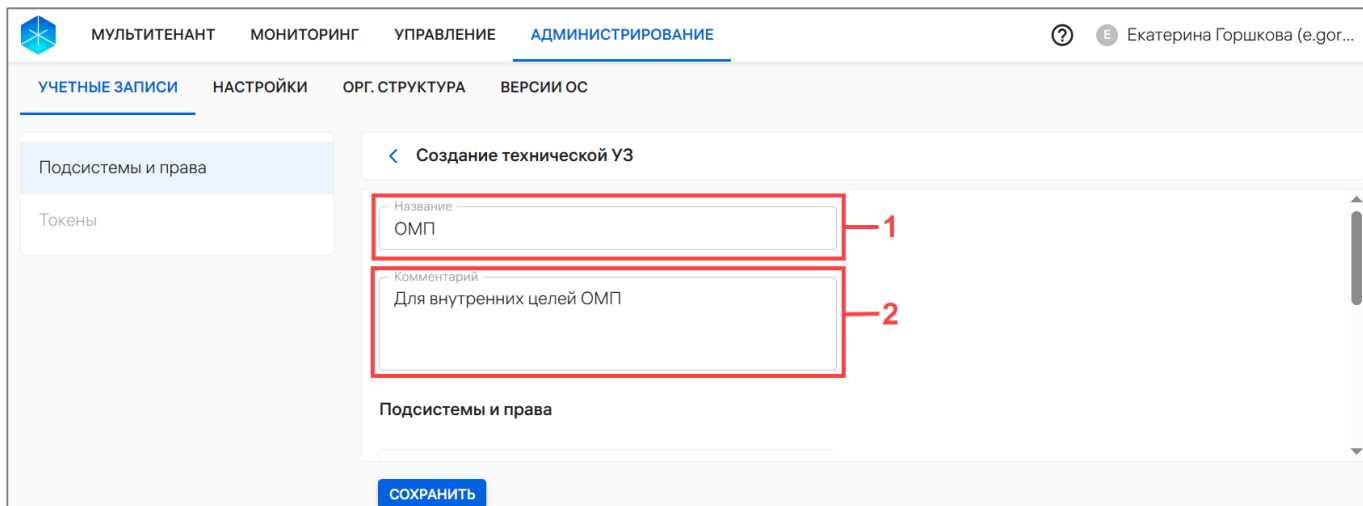 МУЛЬТИТЕНАНТ МОНИТОРИНГ УПРАВЛЕНИЕ АДМИНИСТРИРОВАНИЕ ? E Екатерина Горшкова (e.gor...
УЧЕТНЫЕ ЗАПИСИ НАСТРОЙКИ ОРГ. СТРУКТУРА ВЕРСИИ ОС
Подсистемы и права
Токены
Создание технической УЗ
Название
ОМП
1
Комментарий
Для внутренних целей ОМП
2
Подсистемы и права
СОХРАНИТЬ